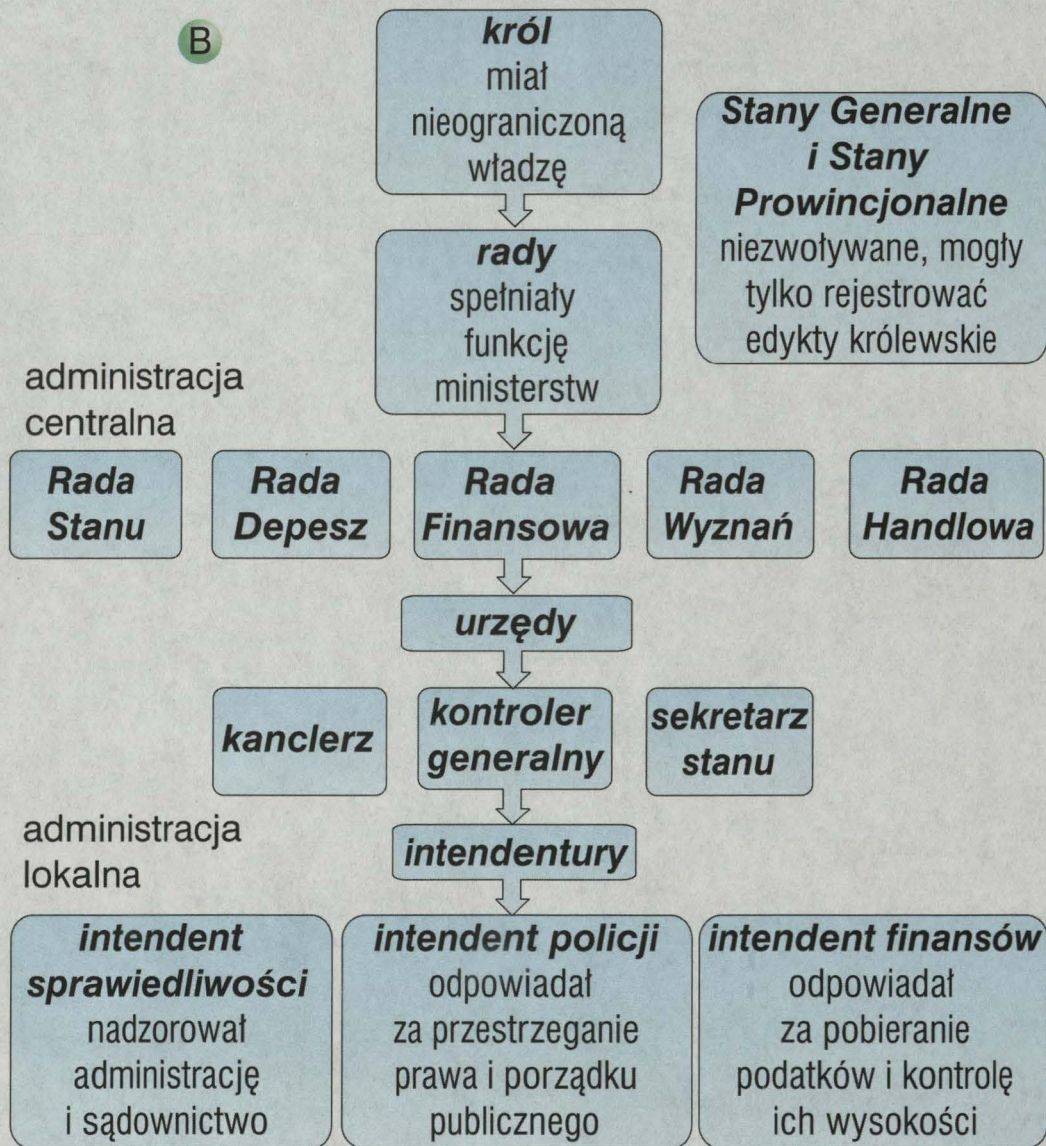 B
król
miał
nieograniczoną
władzę
Stany Generalne
i Stany
Prowincjonalne
niezwoływane, mogły
tylko rejestrować
edykty królewskie
rady
spełniały
funkcję
ministerstw
administracja
centralna
Rada
Stanu
Rada
Depesz
Rada
Finansowa
Rada
Wyznań
Rada
Handlowa
urzędy
kanclerz
kontroler
generalny
sekretarz
stanu
administracja
lokalna
intendentury
intendent
sprawiedliwości
nadzorował
administrację
i sądownictwo
intendent policji
odpowiadał
za przestrzeganie
prawa i porządku
publicznego
intendent finansów
odpowiadał
za pobieranie
podatków i kontrolę
ich wysokości